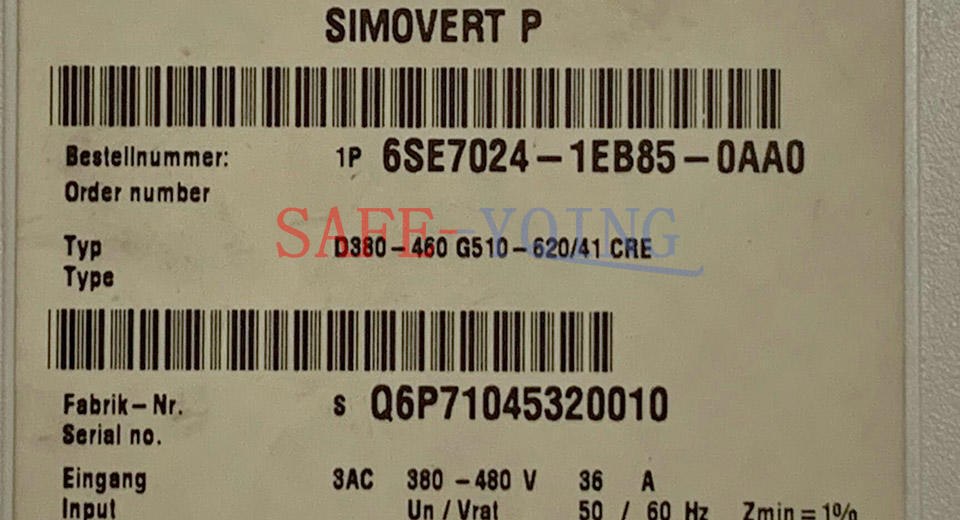 SIMOVERT P
Bestellnummer: 1P 6SE7024-1EB85-0AA0
Order number
SAFE-YQING
Typ D380-460 G510-620/41 CRE
Type
Fabrik-Nr. S Q6P71045320010
Serial no.
Eingang 3AC 380-480 V 36 A
Input Un / Vrat 50 / 60 Hz Zmin = 1%